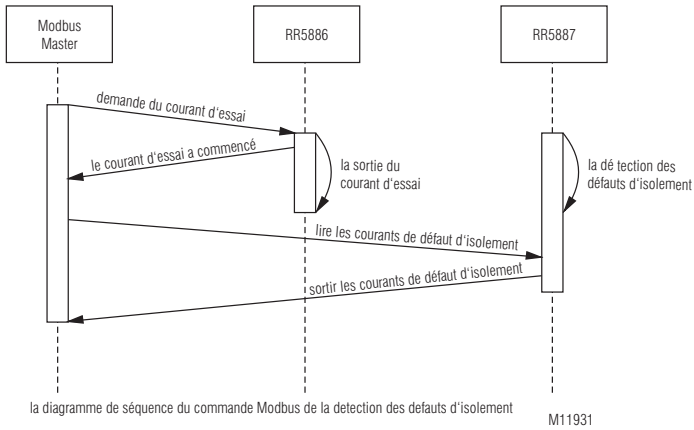 Modbus
Master
RR5886
RR5887
demande du courant d'essai
le courant d'essai a commencé
la sortie du
courant d'essai
la dé tection des
défauts d'isolement
lire les courants de défaut d'isolement
sortir les courants de défaut d'isolement
la diagramme de séquence du commande Modbus de la detection des defauts d'isolement
M11931